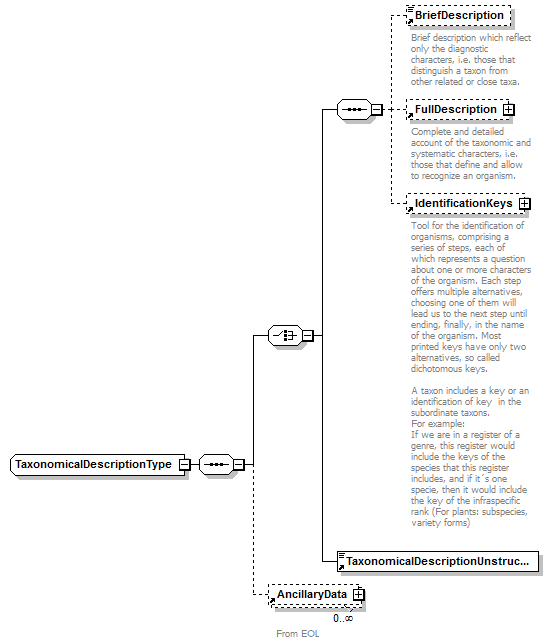 BriefDescription
Brief description which reflect
only the diagnostic
characters, i.e. those that
distinguish a taxon from
other related or close taxa.
FullDescription
Complete and detailed
account of the taxonomic and
systematic characters, i.e.
those that define and allow
to recognize an organism.
IdentificationKeys
Tool for the identification of
organisms, comprising a
series of steps, each of
which represents a question
about one or more characters
of the organism. Each step
offers multiple alternatives,
choosing one of them will
lead us to the next step until
ending, finally, in the name
of the organism. Most
printed keys have only two
alternatives, so called
dichotomous keys.
A taxon includes a key or an
identification of key in the
subordinate taxons.
For example:
If we are in a register of a
genre, this register would
include the keys of the
species that this register
includes, and if it´s one
specie, then it would include
the key of the infraspecific
rank (For plants: subspecies,
variety forms)
TaxonomicalDescriptionType
TaxonomicalDescriptionUnstruc...
AncillaryData
0..∞
From EOL